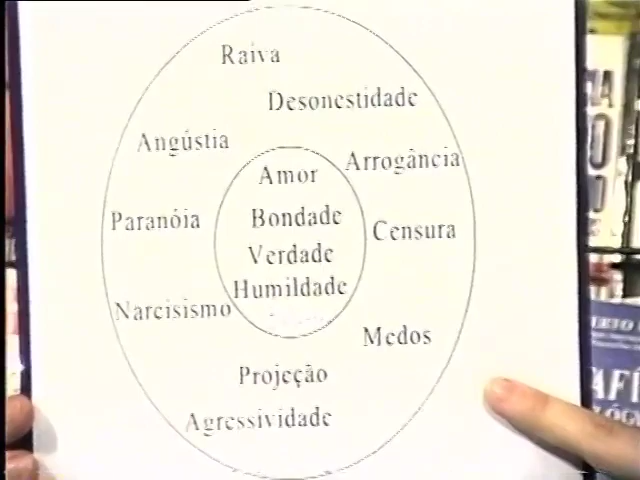 Raiva
Desonestidade
Angústia
Arrogância
Amor
Paranóia
Bondade
Censura
Verdade
Humildade
Narcisismo
Medos
Projeção
Agressividade